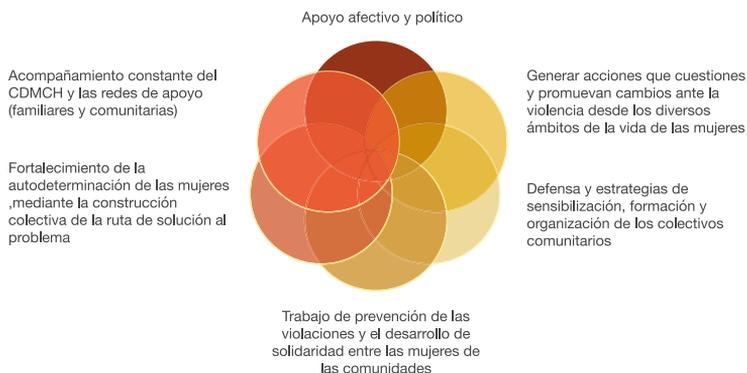 Apoyo afectivo y político
Acompañamiento constante del
CDMCH y las redes de apoyo
(familiares y comunitarias)
Generar acciones que cuestiones
y promuevan cambios ante la
violencia desde los diversos
ámbitos de la vida de las mujeres
Fortalecimiento de la
autodeterminación de las mujeres
,mediante la construcción
colectiva de la ruta de solución al
problema
Defensa y estrategias de
sensibilización, formación y
organización de los colectivos
comunitarios
Trabajo de prevención de las
violaciones y el desarrollo de
solidaridad entre las mujeres de
las comunidades